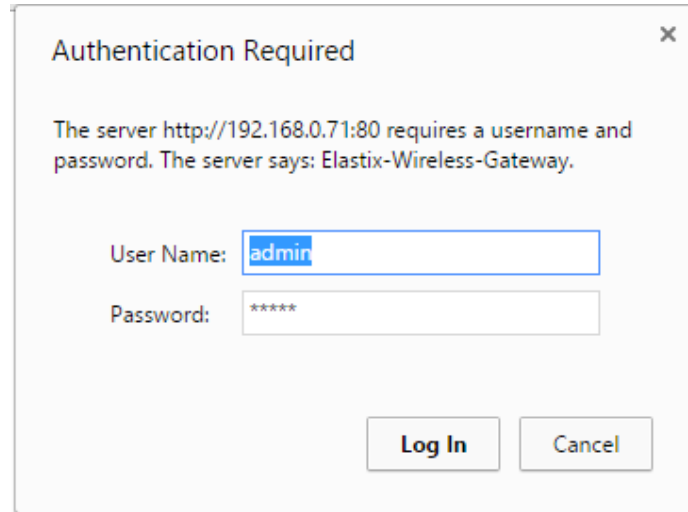 Authentication Required
The server http://192.168.0.71:80 requires a username and
password. The server says: Elastix-Wireless-Gateway.
User Name: admin
Password: *****
Log In Cancel